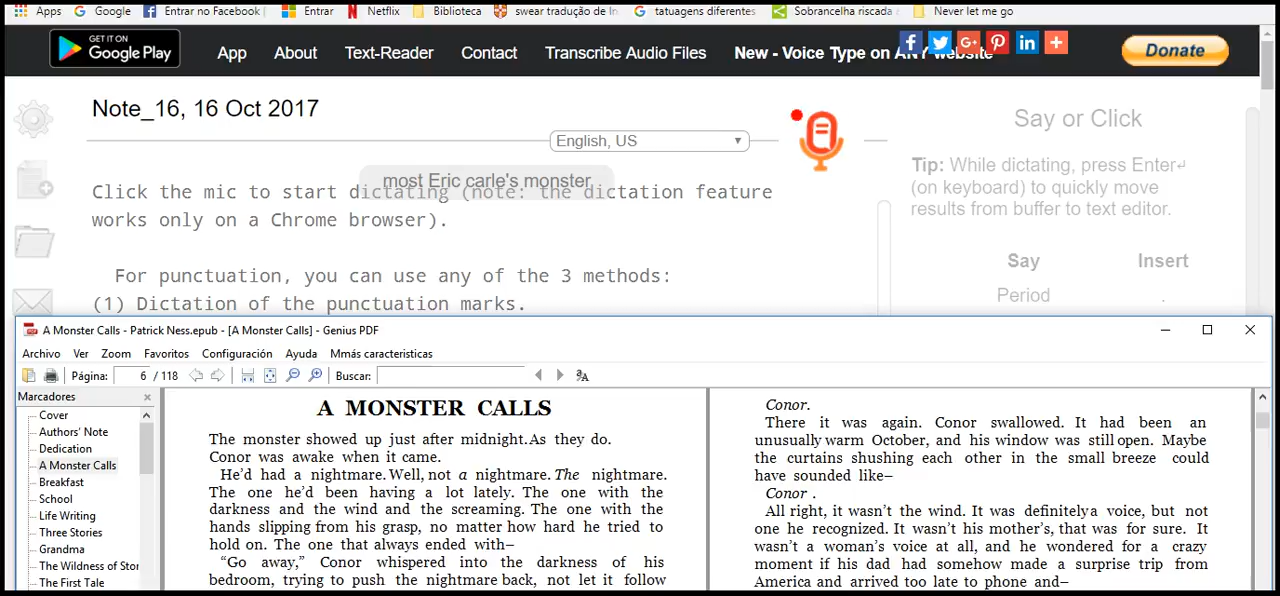 Apps Google Entrar no Facebook Entrar Netflix Biblioteca swear tradução de In tatuagens diferentes Sobrancelha riscada Never let me go
GET IT ON
Google Play App About Text-Reader Contact Transcribe Audio Files New - Voice Type on ANY website Donate
Note_16, 16 Oct 2017
English, US
most Eric carle's monster
Click the mic to start dictating (note: the dictation feature
works only on a Chrome browser).
For punctuation, you can use any of the 3 methods:
(1) Dictation of the punctuation marks.
Say or Click
Tip: While dictating, press Enter↵
(on keyboard) to quickly move
results from buffer to text editor.
Say Insert
Period .
A Monster Calls - Patrick Ness.epub - [A Monster Calls] - Genius PDF
Archivo Ver Zoom Favoritos Configuración Ayuda Mmás caracteristicas
Página: 6 / 118 Buscar:
Marcadores
Cover
Authors' Note
Dedication
A Monster Calls
Breakfast
School
Life Writing
Three Stories
Grandma
The Wildness of Stor
The First Tale
A MONSTER CALLS
The monster showed up just after midnight.As they do.
Conor was awake when it came.
He'd had a nightmare. Well, not a nightmare. The nightmare.
The one he'd been having a lot lately. The one with the
darkness and the wind and the screaming. The one with the
hands slipping from his grasp, no matter how hard he tried to
hold on. The one that always ended with–
“Go away,” Conor whispered into the darkness of his
bedroom, trying to push the nightmare back, not let it follow
Conor.
There it was again. Conor swallowed. It had been an
unusually warm October, and his window was still open. Maybe
the curtains shushing each other in the small breeze could
have sounded like–
Conor .
All right, it wasn't the wind. It was definitely a voice, but not
one he recognized. It wasn't his mother's, that was for sure. It
wasn't a woman's voice at all, and he wondered for a crazy
moment if his dad had somehow made a surprise trip from
America and arrived too late to phone and–